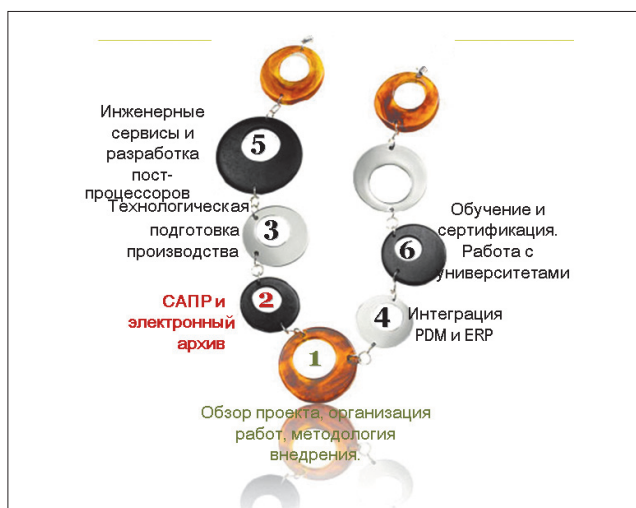 5
Инженерные
сервисы и
разработка
пост-
процессоров
3
Технологическая
подготовка
производства
2
САПР и
электронный
архив
1
Обзор проекта, организация
работ, методология
внедрения.
4
Интеграция
PDM и ERP
6
Обучение и
сертификация.
Работа с
университетами